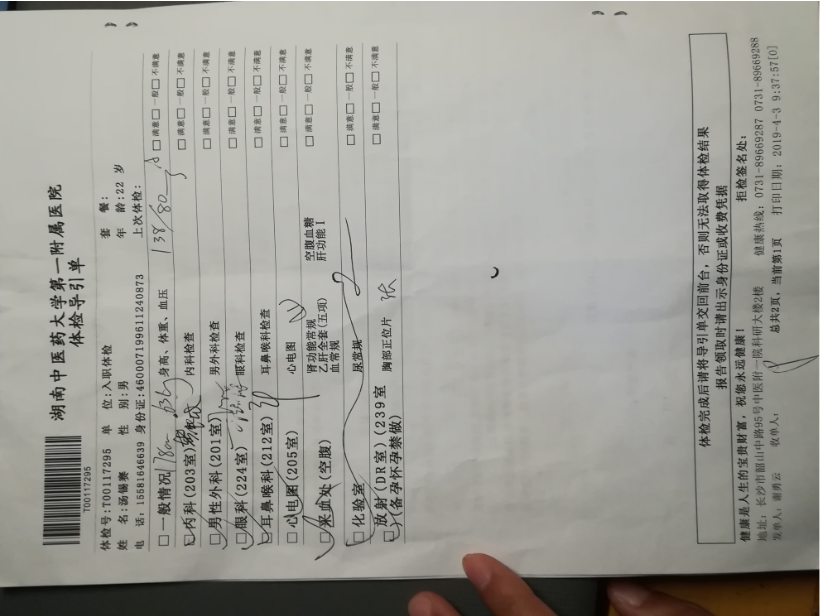 T00117295
湖南中医药大学第一附属医院
体检导引单
体检号:T00117295 单 位:入职体检 套 餐:
姓 名:汤儼赛 性 别:男 年 龄:22 岁
电 话:15581646639 身份证:460007199611240873 上次体检:
□一般情况 178cm 63kg 身高、体重、血压 138/80 □ 满意□ 一般□ 不满意
□内科(203室) 内科检查 □ 满意□ 一般□ 不满意
□男性外科(201室) 男外科检查 □ 满意□ 一般□ 不满意
□眼科(224室) 眼科检查 □ 满意□ 一般□ 不满意
□耳鼻喉科(212室) 耳鼻喉科检查 □ 满意□ 一般□ 不满意
□心电图(205室) 心电图 □ 满意□ 一般□ 不满意
□采血处(空腹) 肾功能常规 空腹血糖 □ 满意□ 一般□ 不满意
乙肝全套(五项) 肝功能Ⅰ
血常规
□化验室 尿常规 □ 满意□ 一般□ 不满意
□放射(DR室)(239室 胸部正位片 张 □ 满意□ 一般□ 不满意
)(备孕怀孕禁做)
体检完成后请将导引单交回前台，否则无法取得体检结果
报告领取时请出示身份证或收费凭据
健康是人生的宝贵财富，祝您永远健康! 拒检签名处:
地址: 长沙市韶山中路95号中医附一院科研大楼2楼 健康热线: 0731-89669287 0731-89669288
发单人: 谢勇云 收单人: 总共2页, 当前第1页 打印日期: 2019-4-3 9:37:57[0]